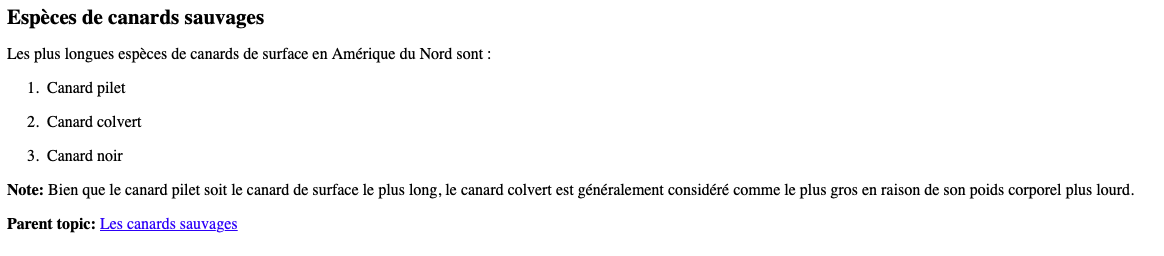 Espèces de canards sauvages
Les plus longues espèces de canards de surface en Amérique du Nord sont :
1. Canard pilet
2. Canard colvert
3. Canard noir
Note: Bien que le canard pilet soit le canard de surface le plus long, le canard colvert est généralement considéré comme le plus gros en raison de son poids corporel plus lourd.
Parent topic: Les canards sauvages